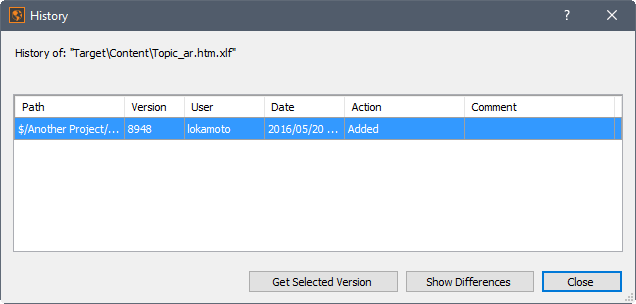 History
History of: "Target\Content\Topic_ar.htm.xlf"
Path Version User Date Action Comment
$/Another Project/... 8948 lokamoto 2016/05/20 ... Added
Get Selected Version Show Differences Close